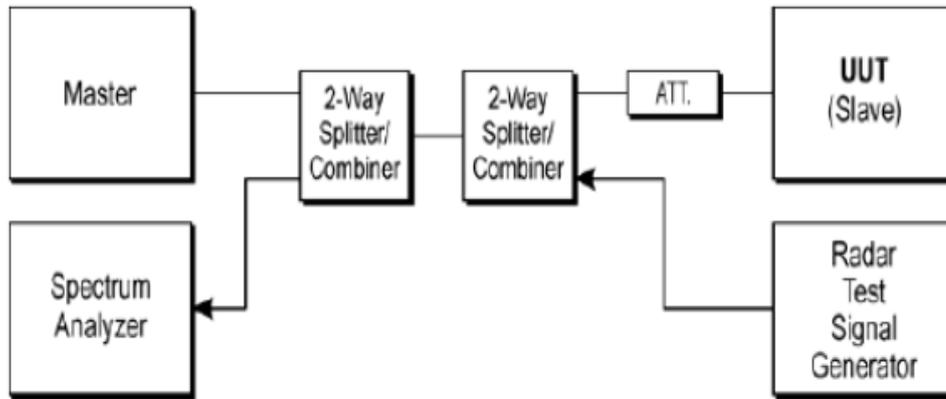 Master
2-Way
Splitter/
Combiner
2-Way
Splitter/
Combiner
ATT.
UUT
(Slave)
Spectrum
Analyzer
Radar
Test
Signal
Generator